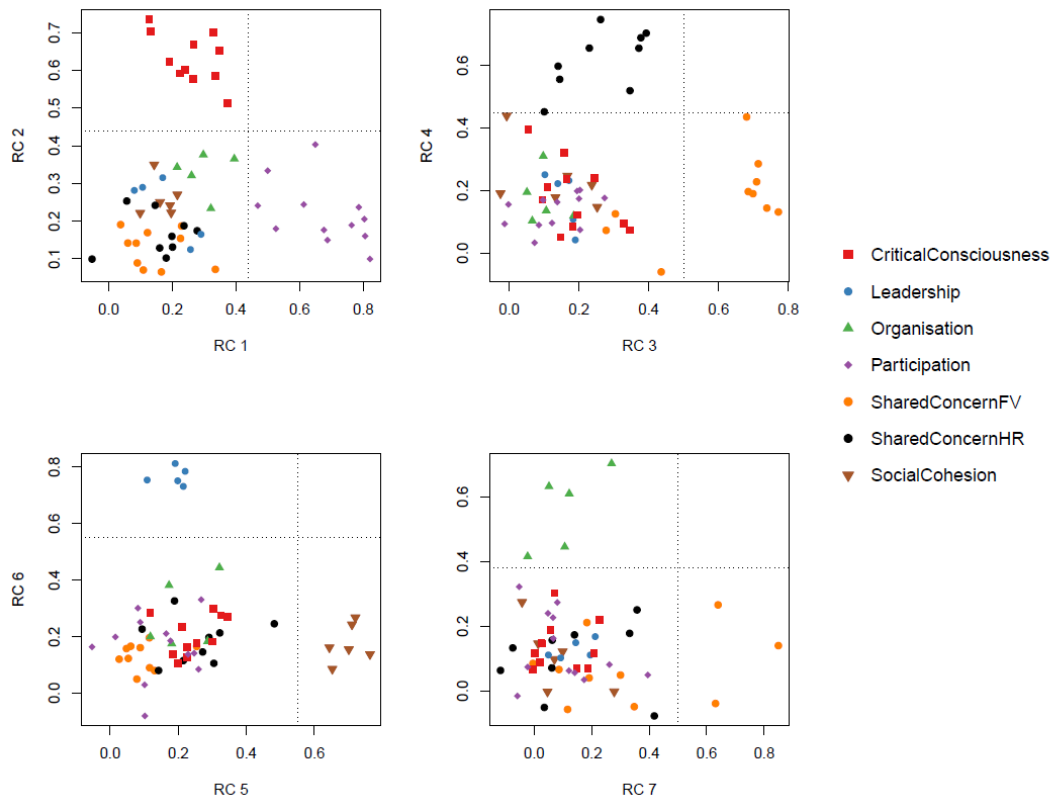 RC 2
0.7
0.6
0.5
0.4
0.3
0.2
0.1
0.0 0.2 0.4 0.6 0.8
RC 1
RC 4
0.6
0.4
0.2
0.0
0.0 0.2 0.4 0.6 0.8
RC 3
RC 6
0.8
0.6
0.4
0.2
0.0
0.0 0.2 0.4 0.6
RC 5
0.6
0.4
0.2
0.0
0.0 0.2 0.4 0.6 0.8
RC 7
CriticalConsciousness
Leadership
Organisation
Participation
SharedConcernFV
SharedConcernHR
SocialCohesion